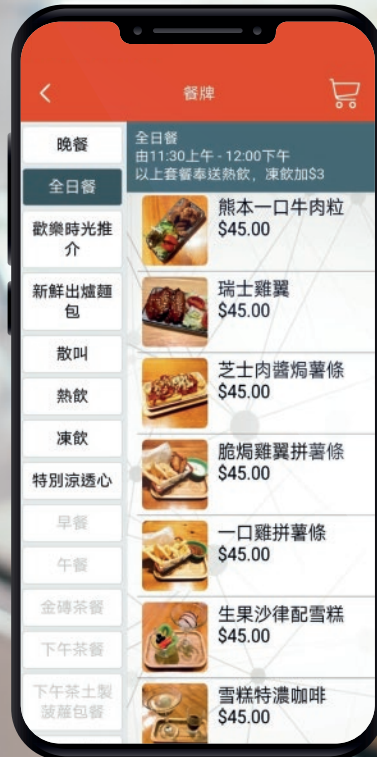 餐牌
晚餐
全日餐
歡樂時光推
介
新鮮出爐麵
包
散叫
熱飲
凍飲
特別涼透心
早餐
午餐
金磚茶餐
下午茶餐
下午茶土製
菠蘿包餐
全日餐
由11:30上午 - 12:00下午
以上套餐奉送熱飲，凍飲加$3
熊本一口牛肉粒
$45.00
瑞士雞翼
$45.00
芝士肉醬焗薯條
$45.00
脆焗雞翼拼薯條
$45.00
一口雞拼薯條
$45.00
生果沙律配雪糕
$45.00
雪糕特濃咖啡
$45.00